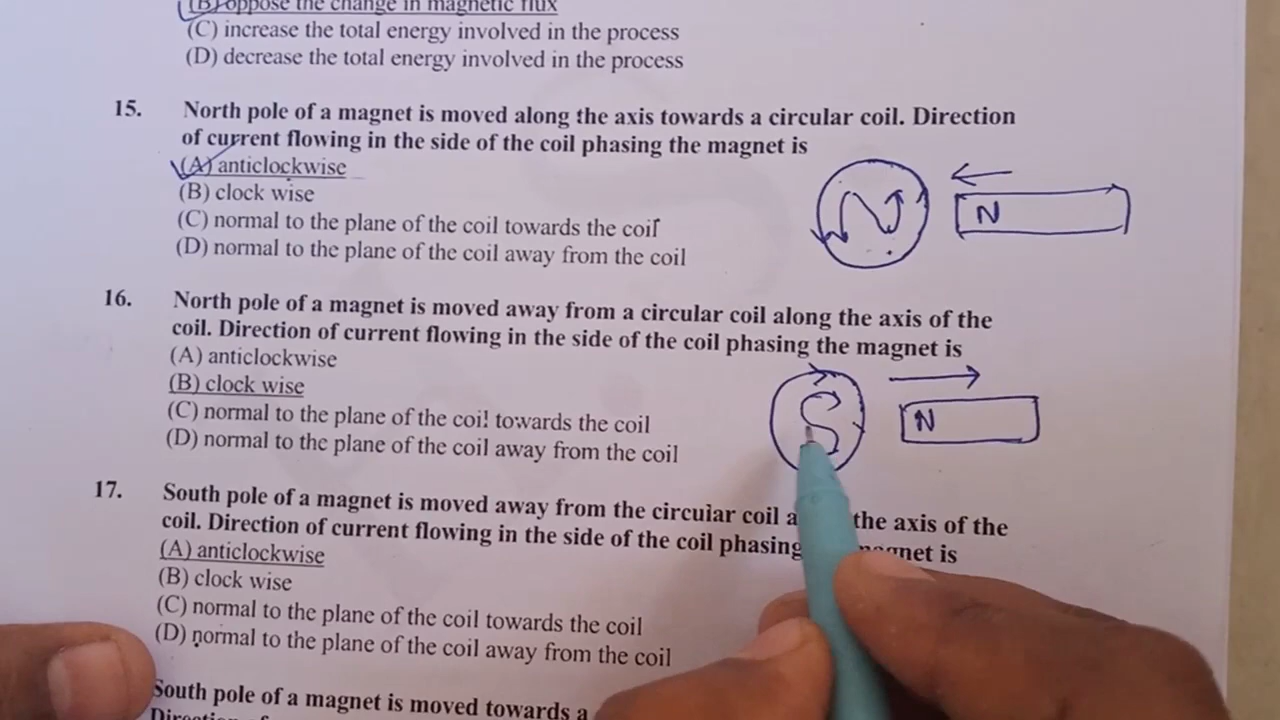 (B) oppose the change in magnetic flux
(C) increase the total energy involved in the process
(D) decrease the total energy involved in the process
15. North pole of a magnet is moved along the axis towards a circular coil. Direction
of current flowing in the side of the coil phasing the magnet is
(A) anticlockwise
(B) clock wise
(C) normal to the plane of the coil towards the coil
(D) normal to the plane of the coil away from the coil
N
N
16. North pole of a magnet is moved away from a circular coil along the axis of the
coil. Direction of current flowing in the side of the coil phasing the magnet is
(A) anticlockwise
(B) clock wise
(C) normal to the plane of the coil towards the coil
(D) normal to the plane of the coil away from the coil
S
N
17. South pole of a magnet is moved away from the circular coil the axis of the
coil. Direction of current flowing in the side of the coil phasing magnet is
(A) anticlockwise
(B) clock wise
(C) normal to the plane of the coil towards the coil
(D) normal to the plane of the coil away from the coil
South pole of a magnet is moved towards a